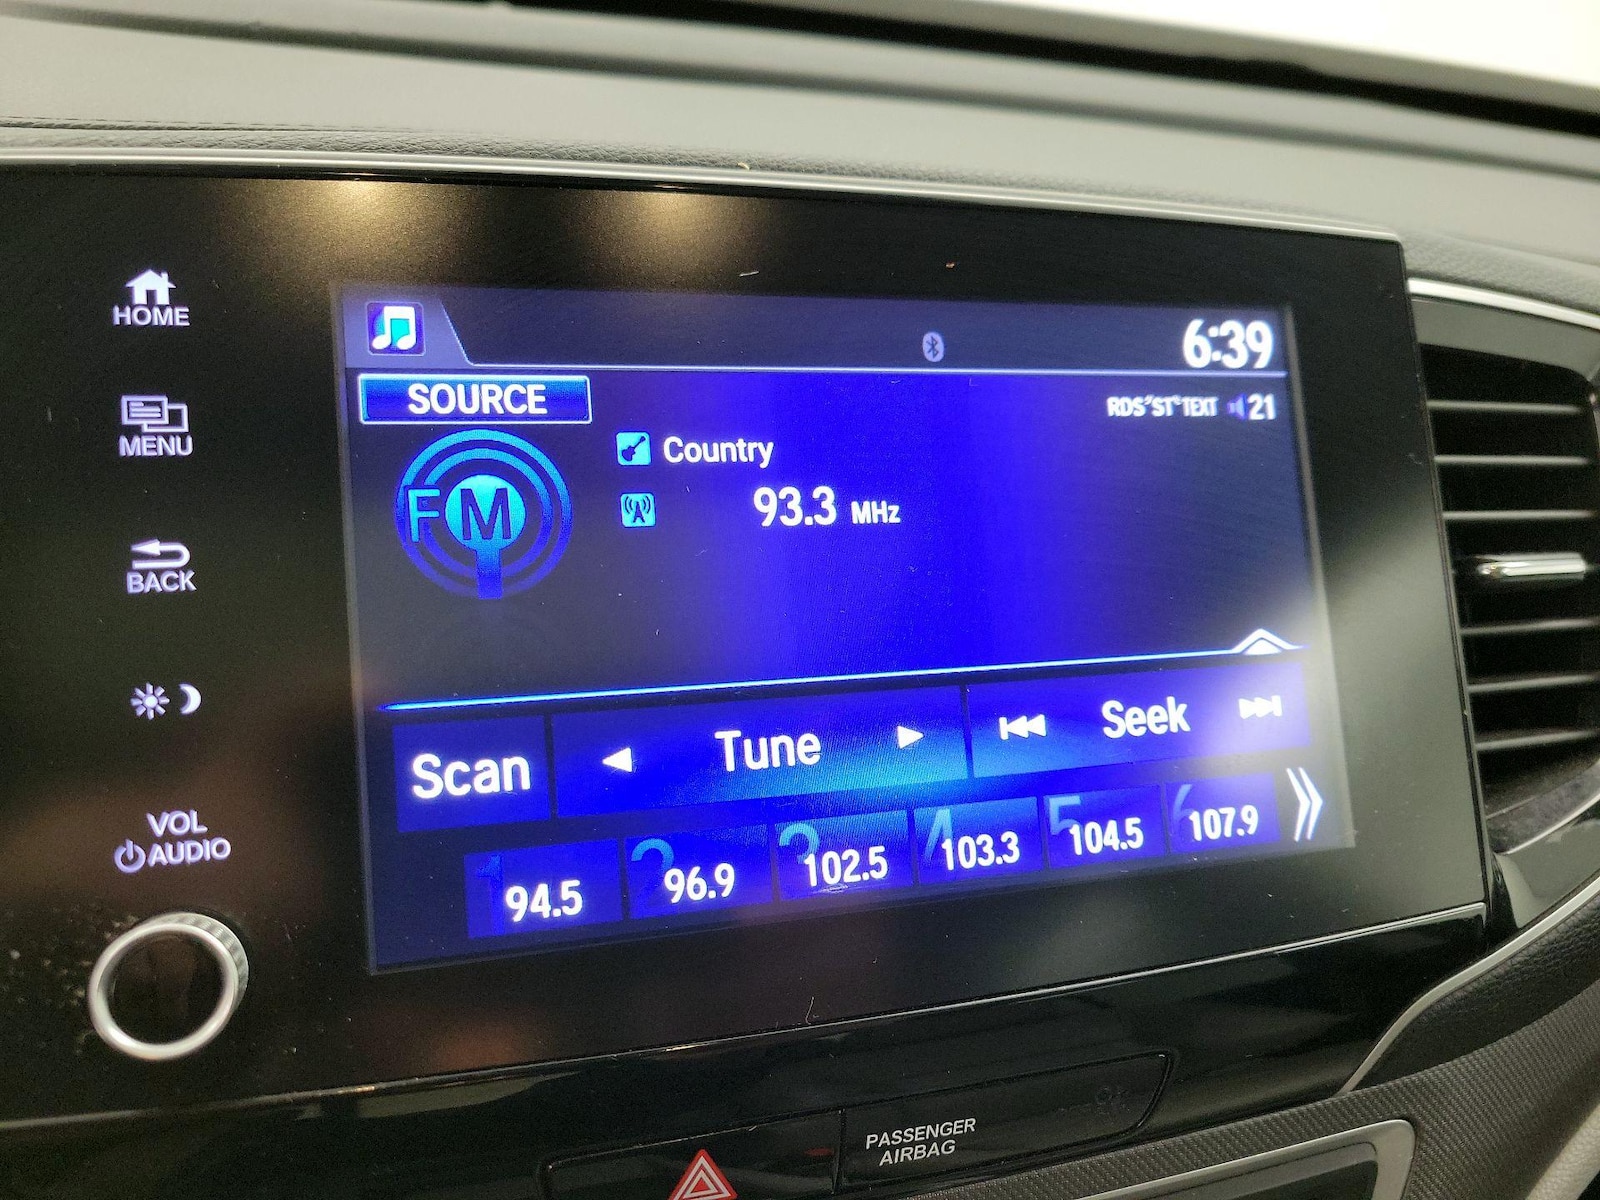 HOME
MENU
BACK
VOL
AUDIO
6:39
SOURCE
RDS ST TEXT 21
FM
Country
93.3 MHz
Scan
Tune
Seek
1 94.5
2 96.9
3 102.5
4 103.3
5 104.5
6 107.9
PASSENGER
AIRBAG